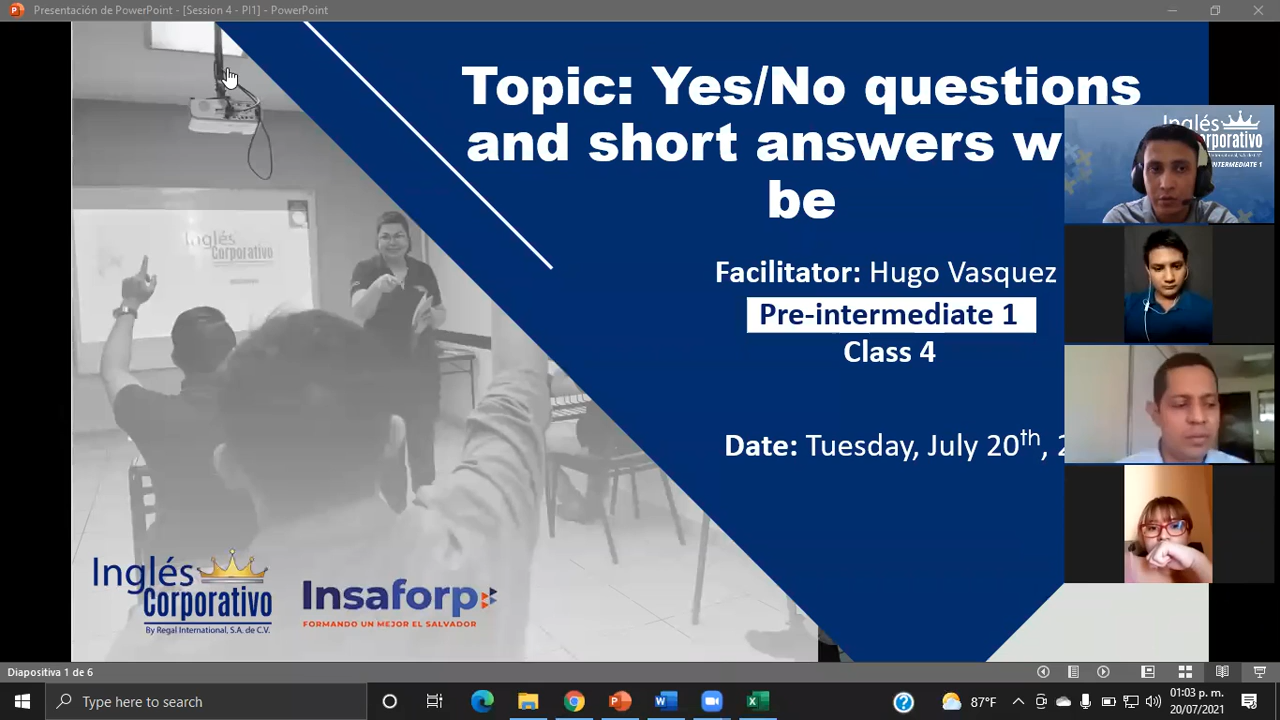 Presentación de PowerPoint - [Session 4 - PI1] - PowerPoint
Topic: Yes/No questions
and short answers w
be
Facilitator: Hugo Vasquez
Pre-intermediate 1
Class 4
Date: Tuesday, July 20th,
Inglés
Corporativo
Inglés
Corporativo
By Regal International, S.A. de C.V.
Insaforp
FORMANDO UN MEJOR EL SALVADOR
Inglés
rporativo
INTERMEDIATE 1
Diapositiva 1 de 6
Type here to search
87°F
01:03 p. m.
20/07/2021